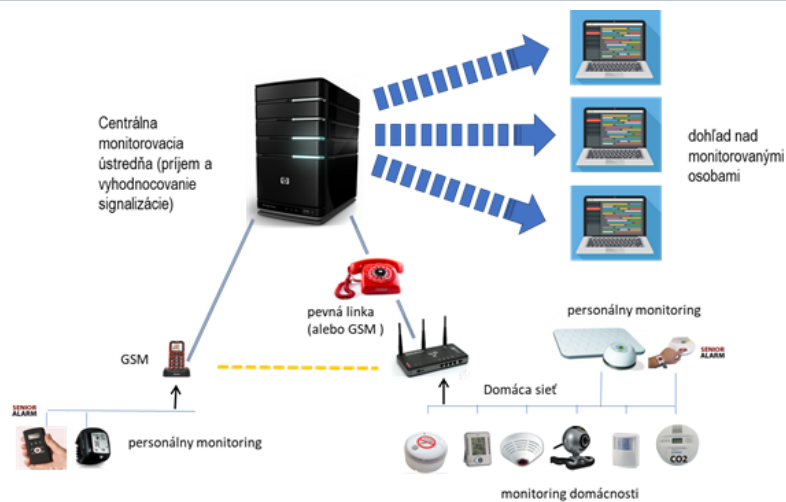 Centrálna
monitorovacia
ústredňa (príjem a
vyhodnocovanie
signalizácie)
dohľad nad
monitorovanými
osobami
pevná linka
(alebo GSM )
personálny monitoring
SENIOR
ALARM
GSM
Domáca sieť
SENIOR
ALARM
personálny monitoring
CO2
monitoring domácnosti